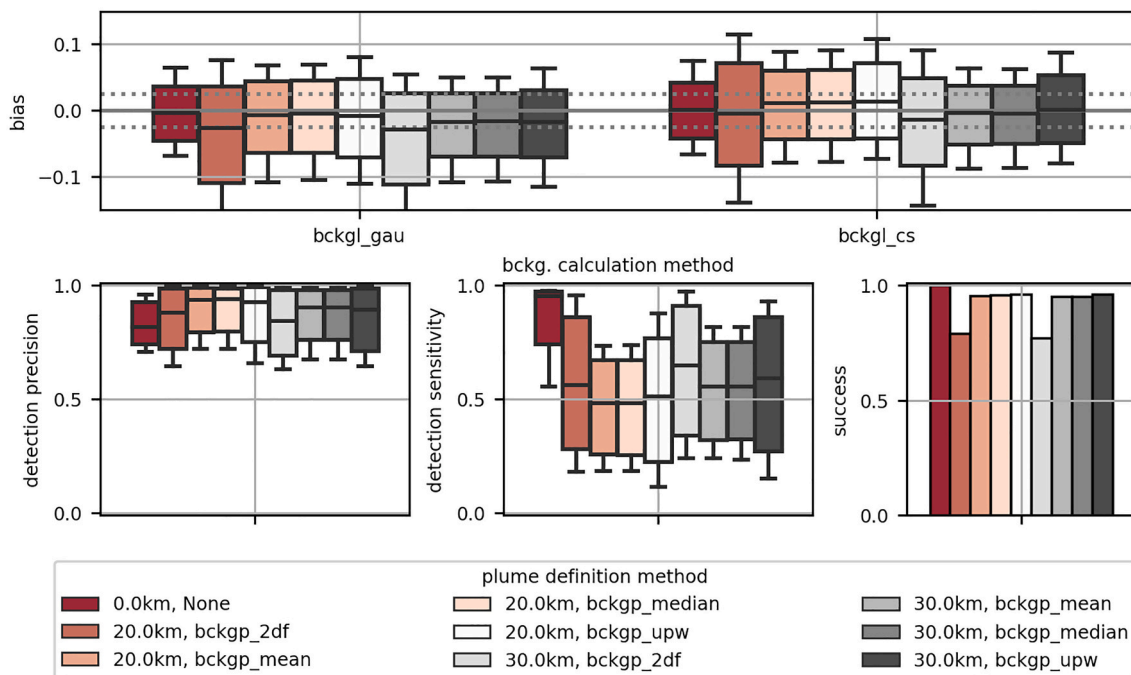 bias
0.1
0.0
−0.1
bckgl_gau
bckgl_cs
bckg. calculation method
detection precision
1.0
0.5
0.0
detection sensitivity
1.0
0.5
0.0
success
1.0
0.5
0.0
plume definition method
0.0km, None
20.0km, bckgp_2df
20.0km, bckgp_mean
20.0km, bckgp_median
20.0km, bckgp_upw
30.0km, bckgp_2df
30.0km, bckgp_mean
30.0km, bckgp_median
30.0km, bckgp_upw